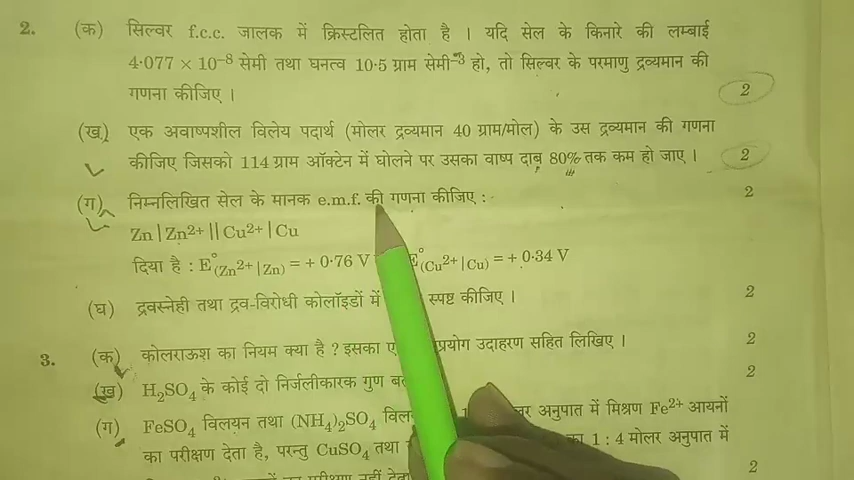 2. (क) सिल्वर f.c.c. जालक में क्रिस्टलित होता है । यदि सेल के किनारे की लम्बाई
4·077 × 10⁻⁸ सेमी तथा घनत्व 10·5 ग्राम सेमी⁻³ हो, तो सिल्वर के परमाणु द्रव्यमान की
गणना कीजिए । 2
(ख) एक अवाष्पशील विलेय पदार्थ (मोलर द्रव्यमान 40 ग्राम/मोल) के उस द्रव्यमान की गणना
कीजिए जिसको 114 ग्राम ऑक्टेन में घोलने पर उसका वाष्प दाब 80% तक कम हो जाए । 2
(ग) निम्नलिखित सेल के मानक e.m.f. की गणना कीजिए : 2
Zn | Zn²⁺ || Cu²⁺ | Cu
दिया है : E°(Zn²⁺ | Zn) = + 0·76 V E°(Cu²⁺ | Cu) = + 0·34 V
(घ) द्रवस्नेही तथा द्रव-विरोधी कोलॉइडों में स्पष्ट कीजिए । 2
3. (क) कोलराऊश का नियम क्या है ? इसका उदाहरण सहित लिखिए । 2
(ख) H₂SO₄ के कोई दो निर्जलीकारक गुण 2
(ग) FeSO₄ विलयन तथा (NH₄)₂SO₄ अनुपात में मिश्रण Fe²⁺ आयनों
का परीक्षण देता है, परन्तु CuSO₄ तथा का 1 : 4 मोलर अनुपात में
2